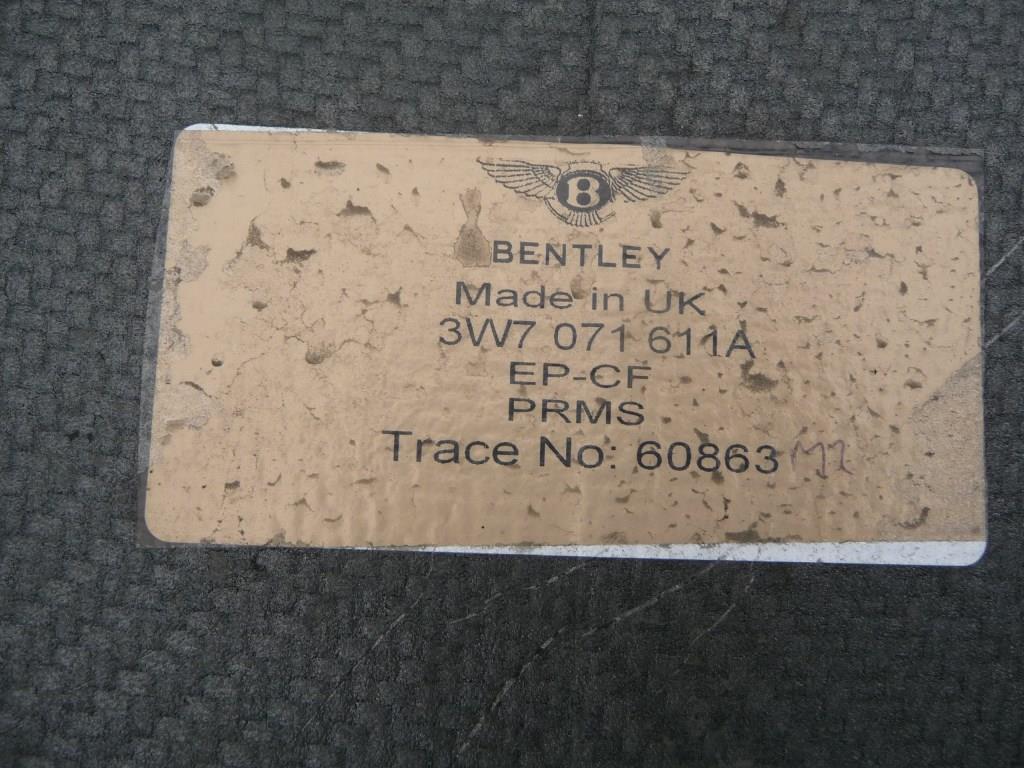 B
BENTLEY
Made in UK
3W7 071 611A
EP-CF
PRMS
Trace No: 60863